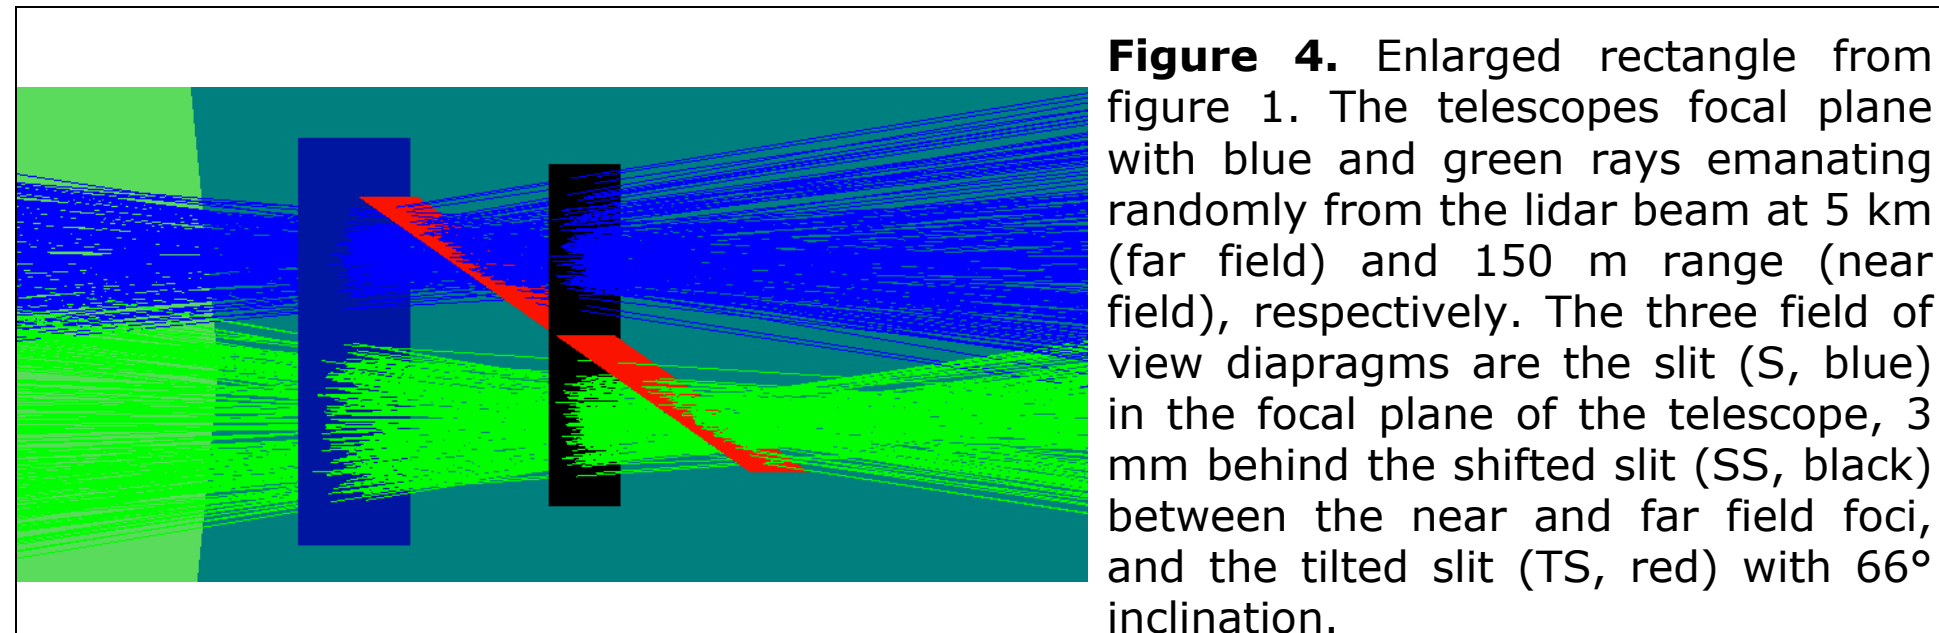 Figure 4. Enlarged rectangle from
figure 1. The telescopes focal plane
with blue and green rays emanating
randomly from the lidar beam at 5 km
(far field) and 150 m range (near
field), respectively. The three field of
view diapragms are the slit (S, blue)
in the focal plane of the telescope, 3
mm behind the shifted slit (SS, black)
between the near and far field foci,
and the tilted slit (TS, red) with 66°
inclination.